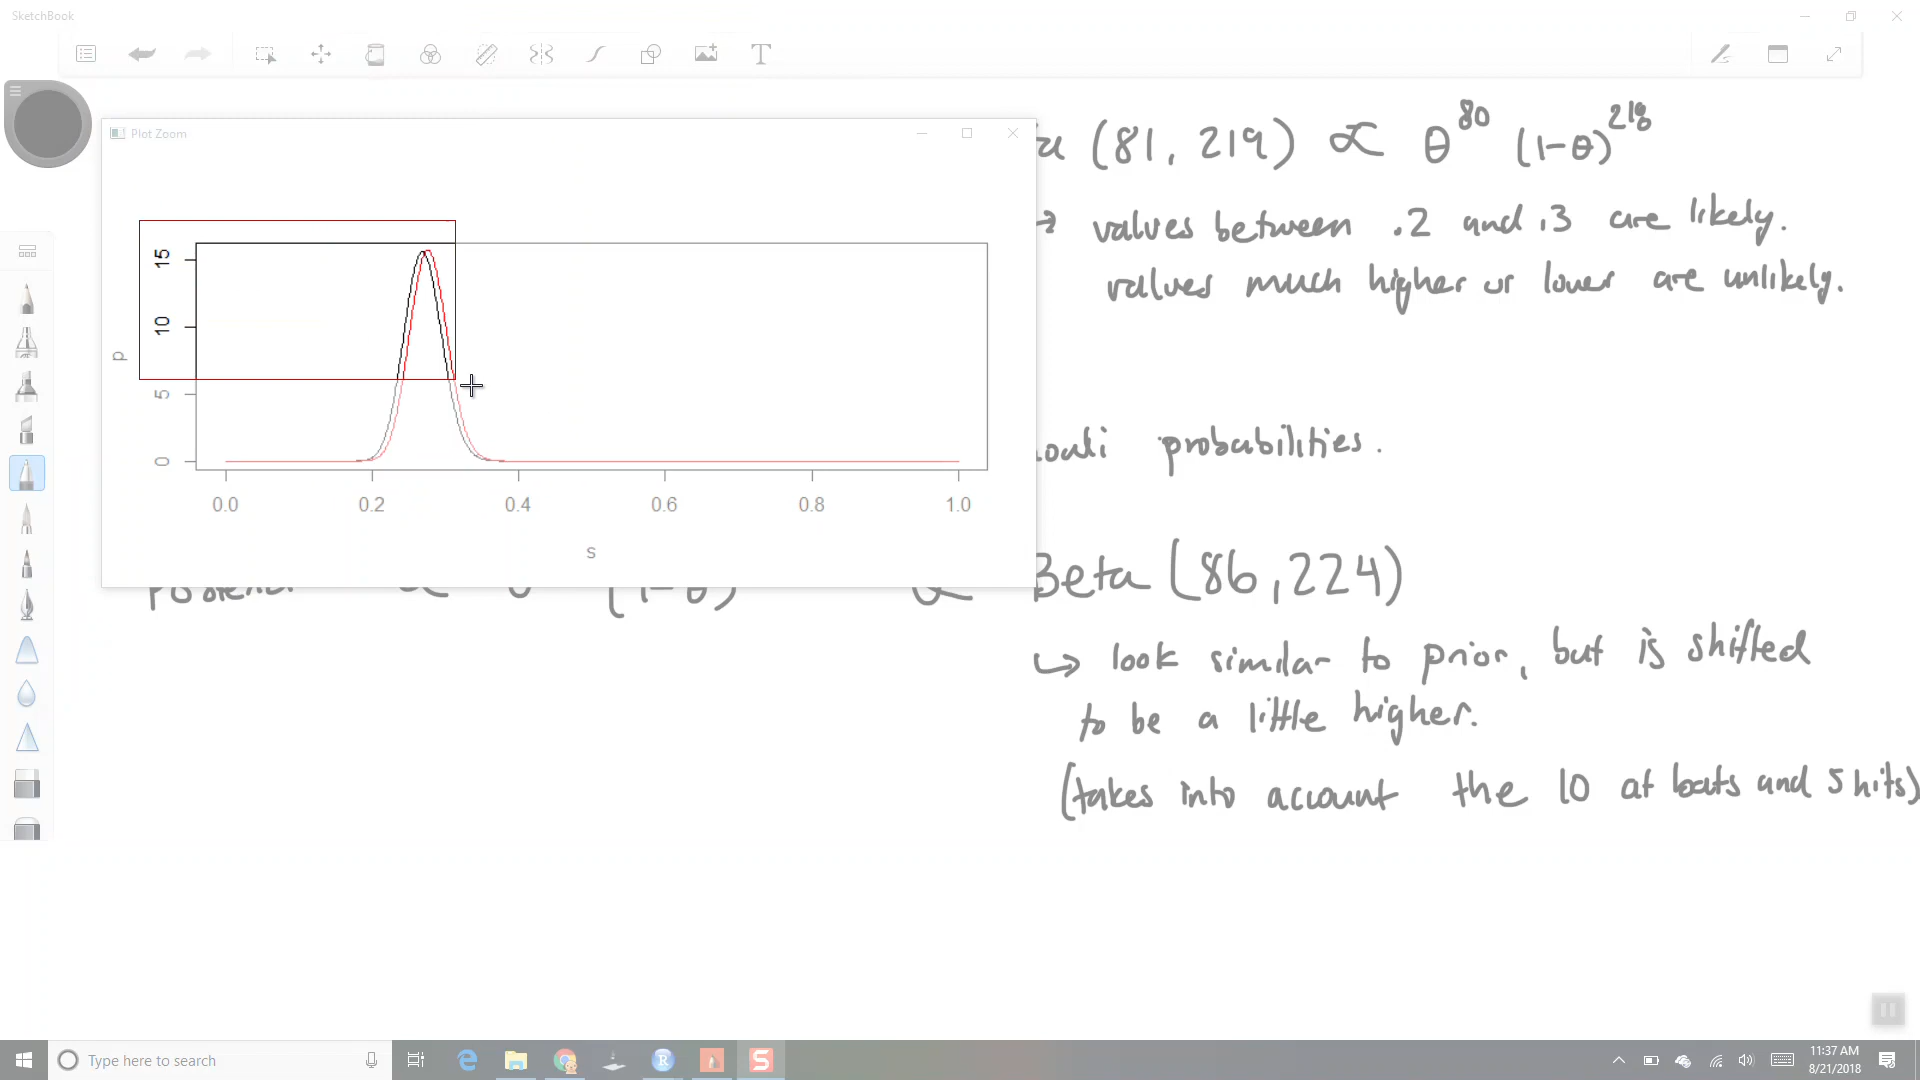 SketchBook
T
Plot Zoom
(81, 219) ∝ θ^80 (1-θ)^218
→ values between .2 and .3 are likely.
values much higher or lower are unlikely.
15
10
5
0
p
0.0 0.2 0.4 0.6 0.8 1.0
s
probabilities.
Beta (86, 224)
↳ look similar to prior, but is shifted
to be a little higher.
(takes into account the 10 at bats and 5 hits)
Type here to search
11:37 AM
8/21/2018